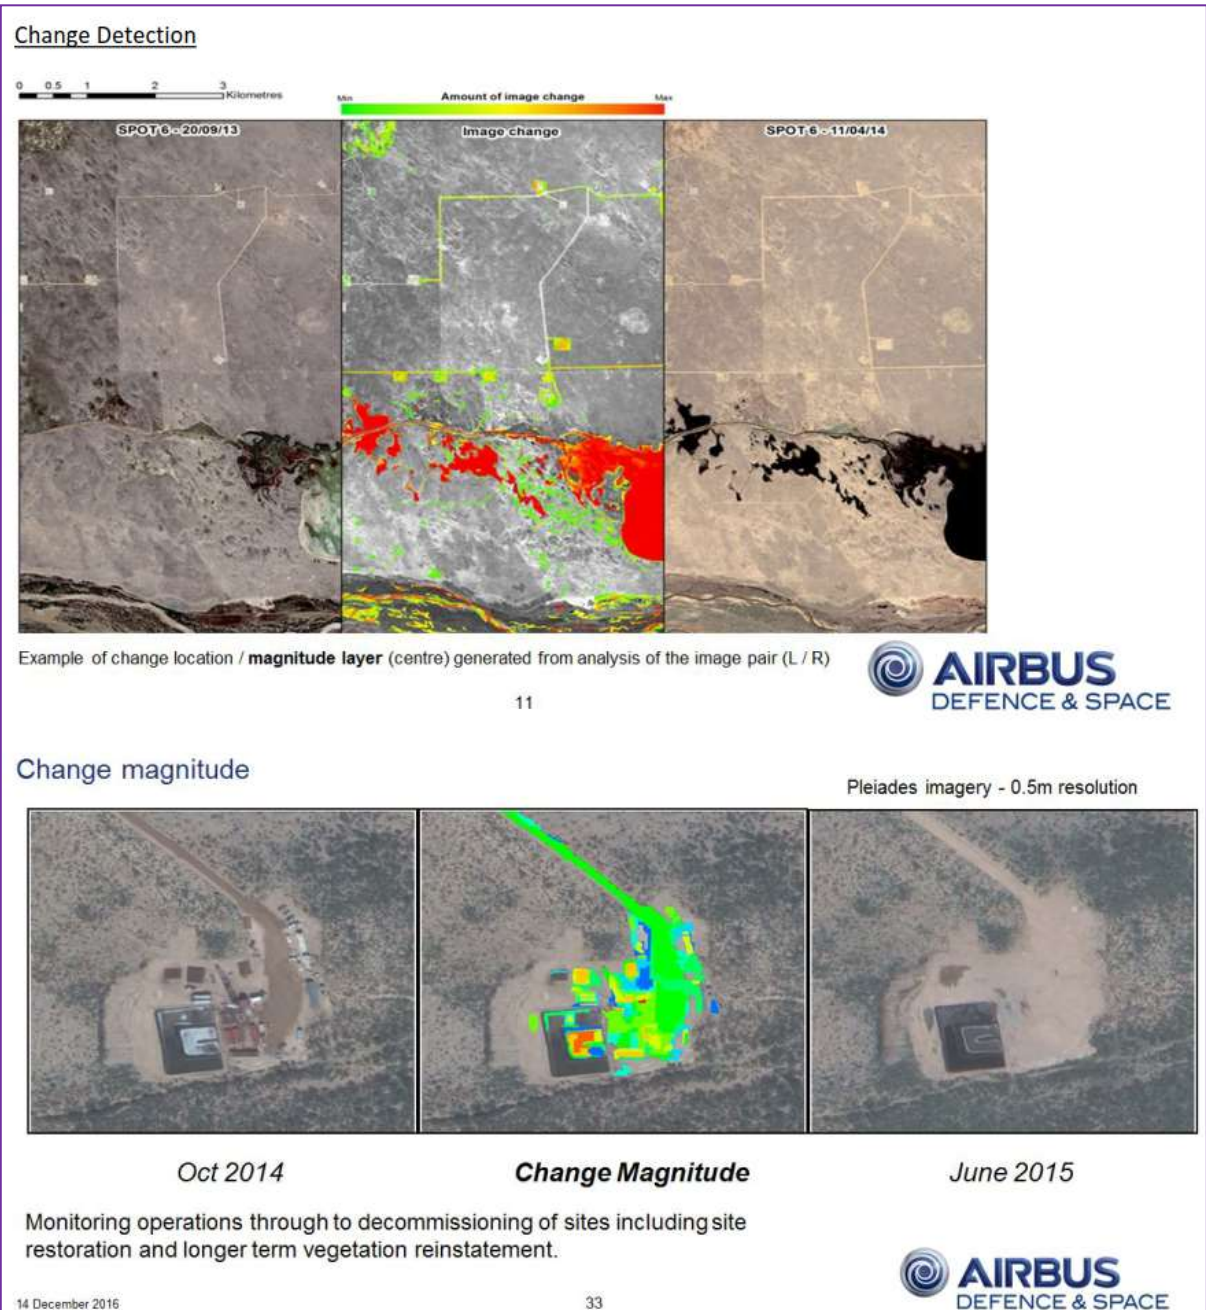 Change Detection
0 0.5 1 2 3 Kilometres
Min Amount of image change Max
SPOT 6 - 20/09/13 Image change SPOT 6 - 11/04/14
Example of change location / magnitude layer (centre) generated from analysis of the image pair (L / R)
AIRBUS
DEFENCE & SPACE
11
Change magnitude
Pleiades imagery - 0.5m resolution
Oct 2014 Change Magnitude June 2015
Monitoring operations through to decommissioning of sites including site
restoration and longer term vegetation reinstatement.
AIRBUS
DEFENCE & SPACE
14 December 2016 33